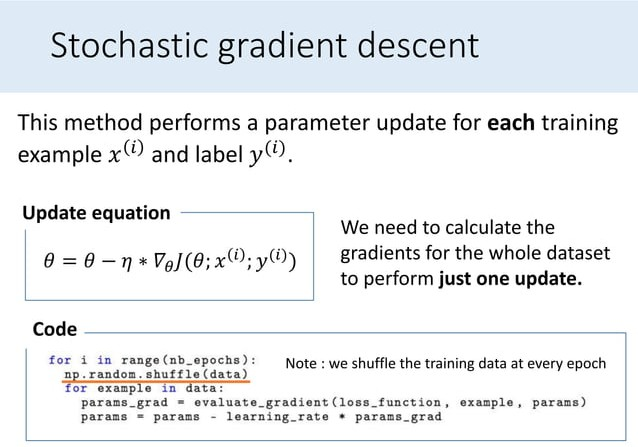 Stochastic gradient descent
This method performs a parameter update for each training
example 𝑥⁽ⁱ⁾ and label 𝑦⁽ⁱ⁾.
Update equation
𝜃 = 𝜃 − 𝜂 ∗ 𝛻_𝜃 𝐽(𝜃; 𝑥⁽ⁱ⁾; 𝑦⁽ⁱ⁾)
We need to calculate the
gradients for the whole dataset
to perform just one update.
Code
for i in range(nb_epochs):
np.random.shuffle(data)
for example in data:
params_grad = evaluate_gradient(loss_function, example, params)
params = params - learning_rate * params_grad
Note : we shuffle the training data at every epoch